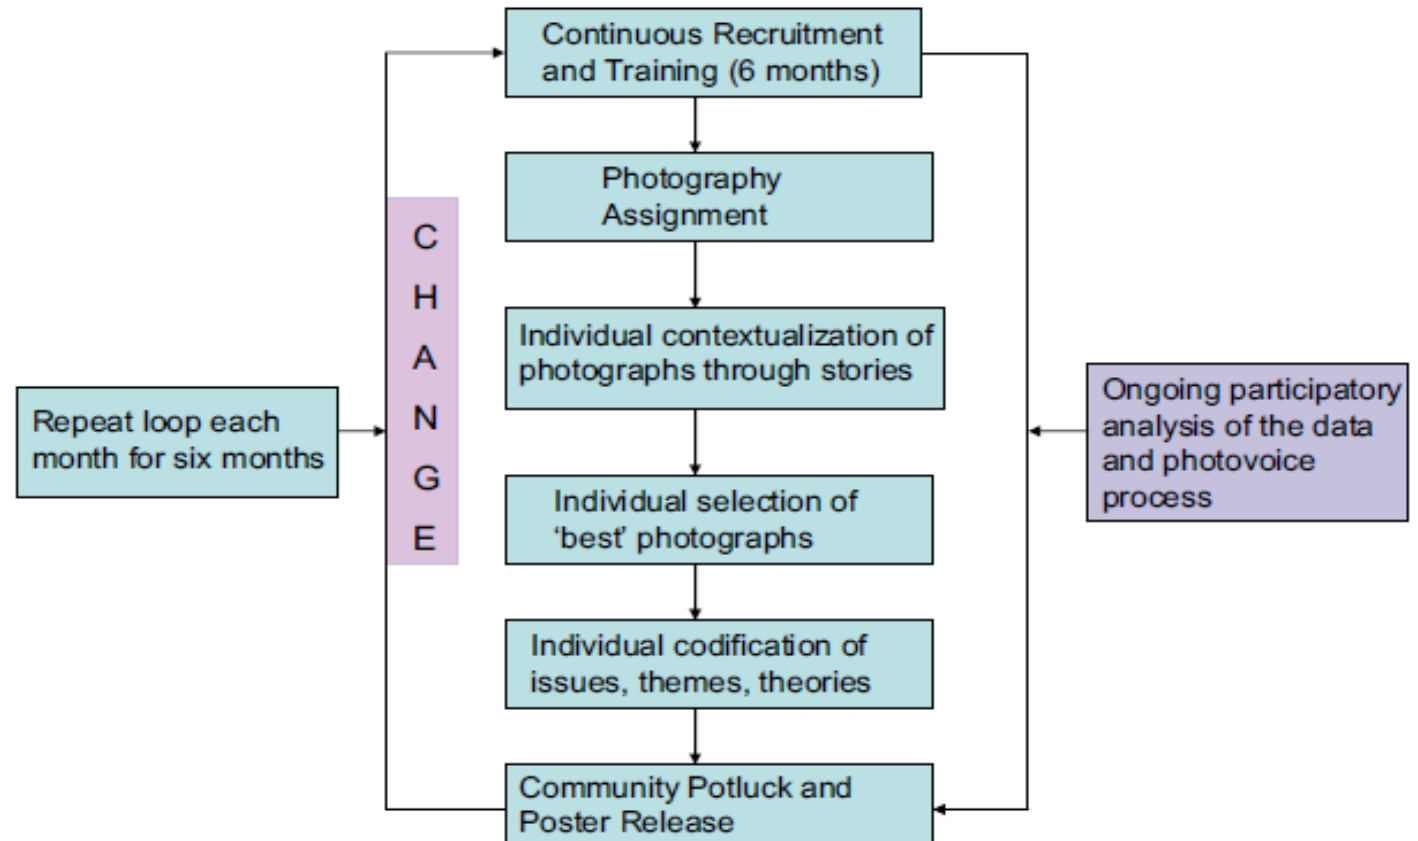 Continuous Recruitment
and Training (6 months)
Photography
Assignment
C
H
A
N
G
E
Individual contextualization of
photographs through stories
Repeat loop each
month for six months
Ongoing participatory
analysis of the data
and photovoice
process
Individual selection of
‘best’ photographs
Individual codification of
issues, themes, theories
Community Potluck and
Poster Release